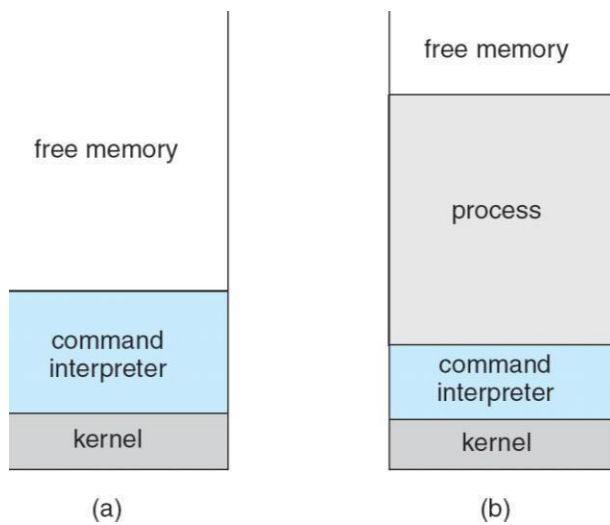 free memory
command
interpreter
kernel
(a)
free memory
process
command
interpreter
kernel
(b)